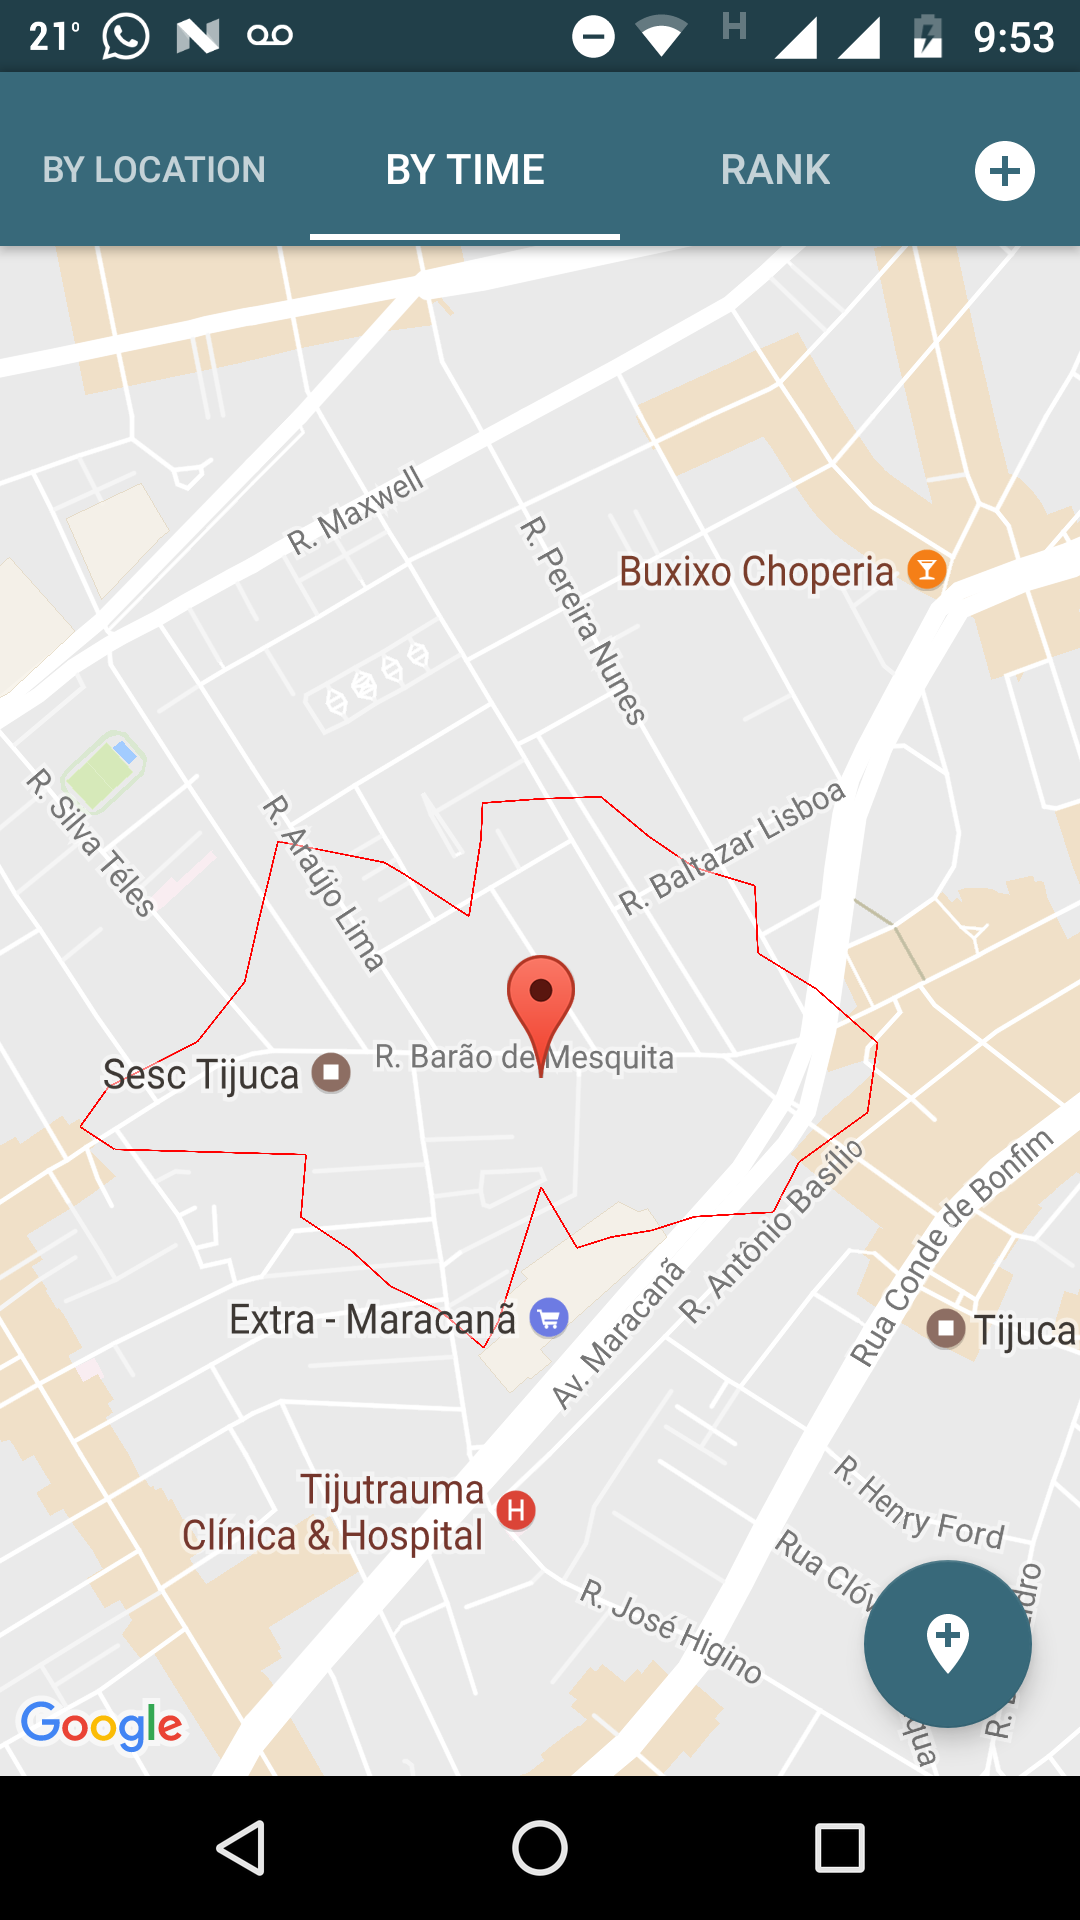 21°
H
9:53
BY LOCATION
BY TIME
RANK
R. Maxwell
R. Pereira Nunes
Buxixo Choperia
R. Silva Téles
R. Araújo Lima
R. Baltazar Lisboa
Sesc Tijuca
R. Barão de Mesquita
R. Antônio Basílio
Rua Conde de Bonfim
Extra - Maracanã
Av. Maracanã
Tijuca
Tijutrauma
Clínica & Hospital
H
R. Henry Ford
Rua Clóv
R. José Higino
R.
qua
Google